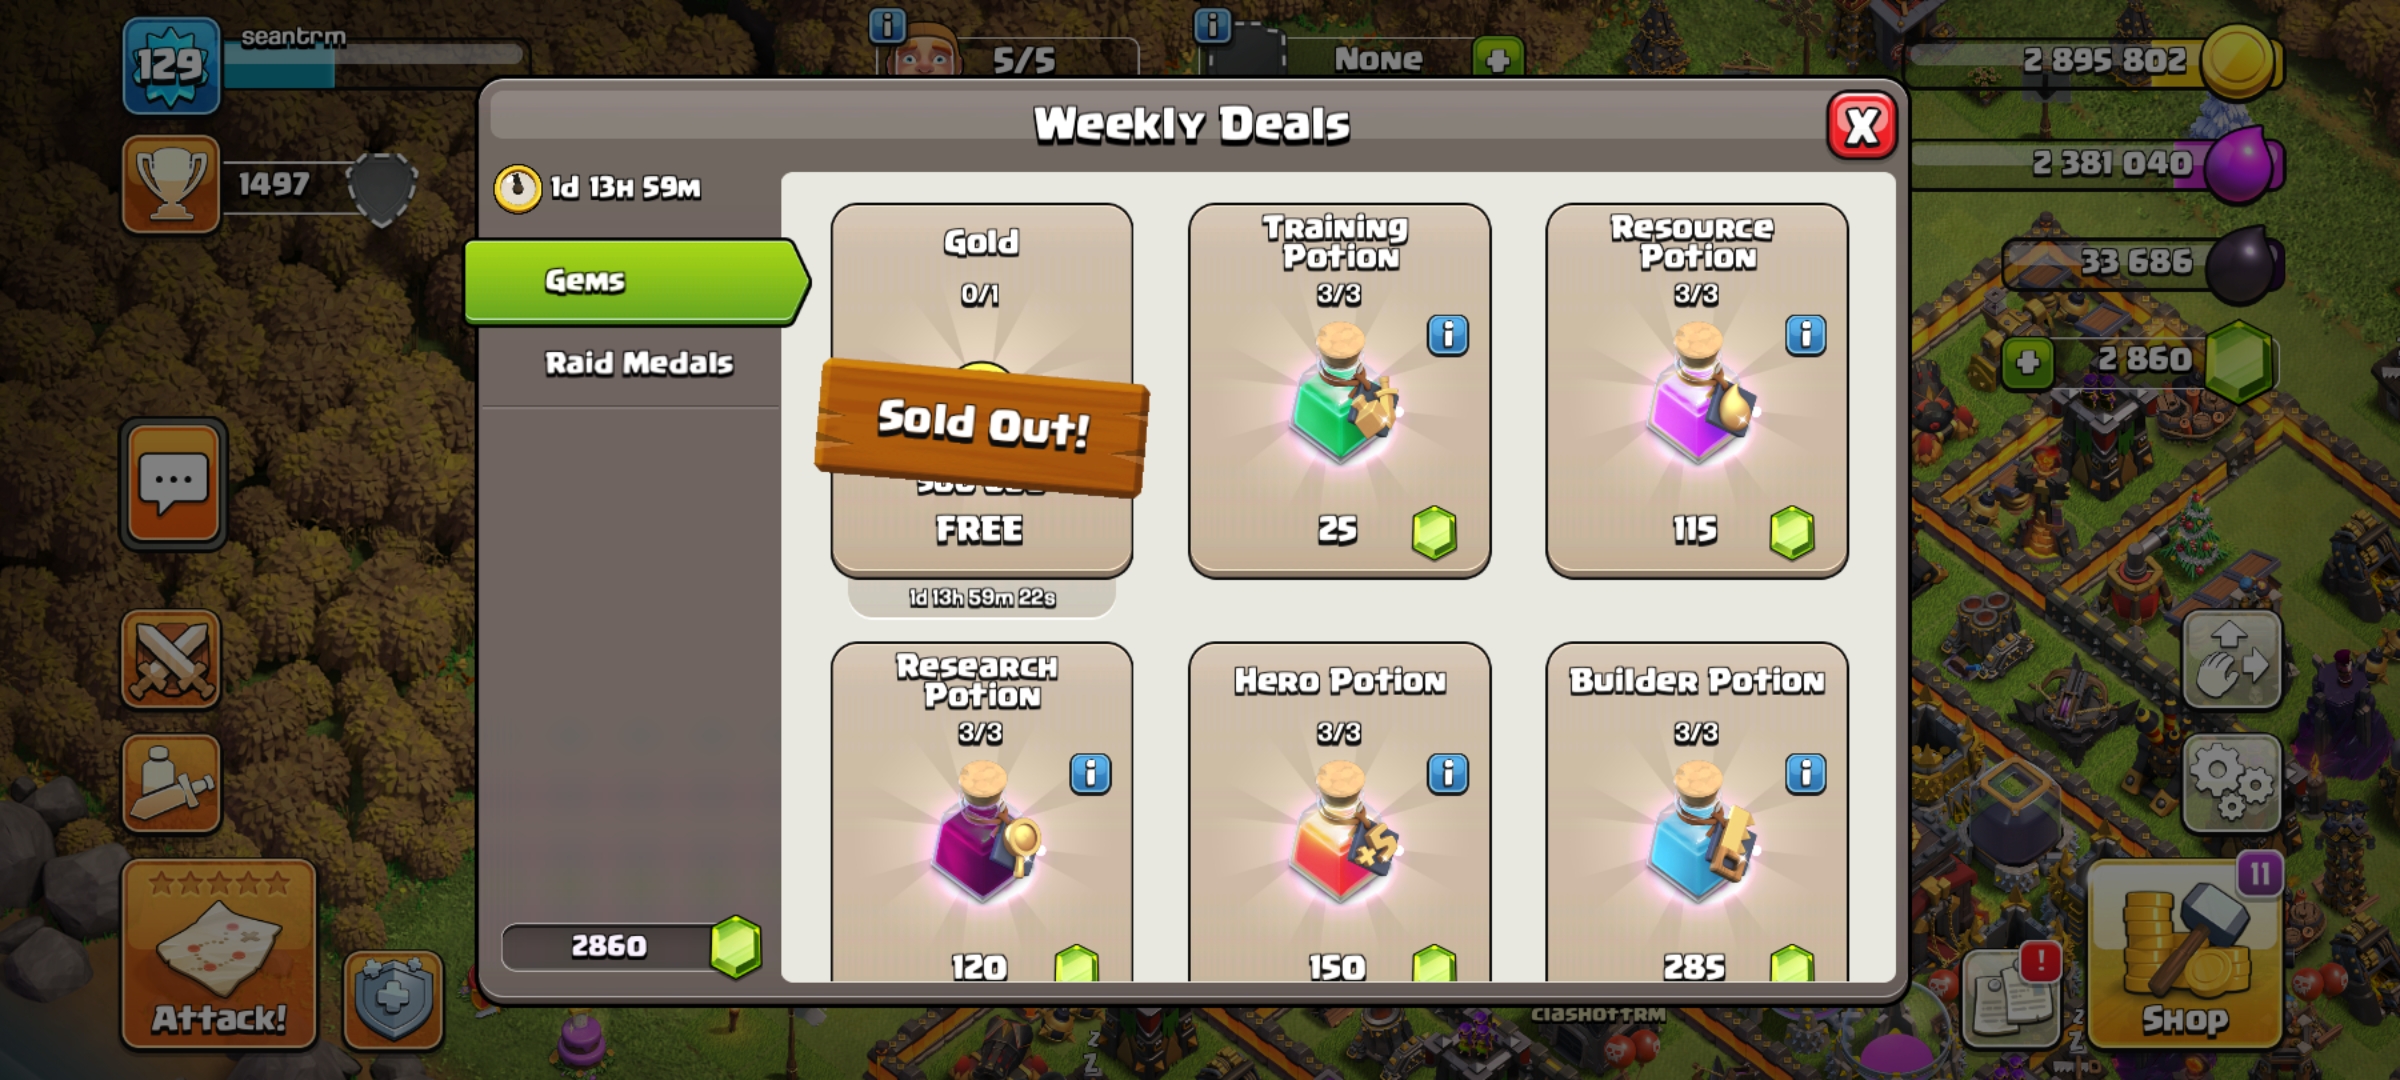 129
seantrm
5/5
None
2 895 802
1497
2 381 040
33 686
2 860
Weekly Deals
X
1d 13h 59m
Gems
Raid Medals
Gold
0/1
Sold Out!
FREE
1d 13h 59m 22s
Training
Potion
3/3
25
Resource
Potion
3/3
115
Research
Potion
3/3
120
Hero Potion
3/3
150
Builder Potion
3/3
285
2860
Attack!
11
!
Shop
clashottrm